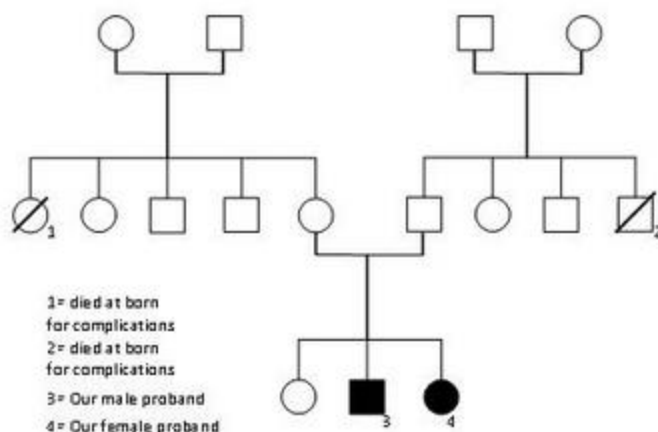 1
2
1= died at born
for complications
2= died at born
for complications
3= Our male proband
4= Our female proband
3
4